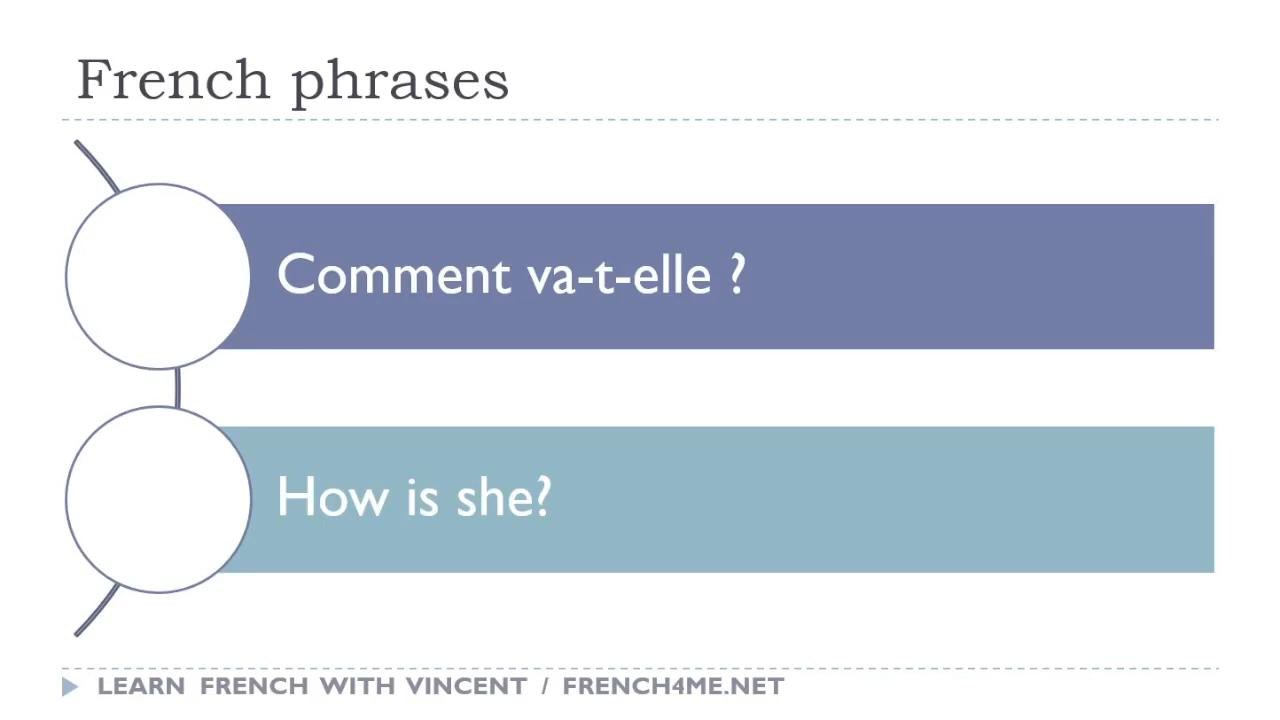 French phrases
Comment va-t-elle ?
How is she?
LEARN FRENCH WITH VINCENT / FRENCH4ME.NET